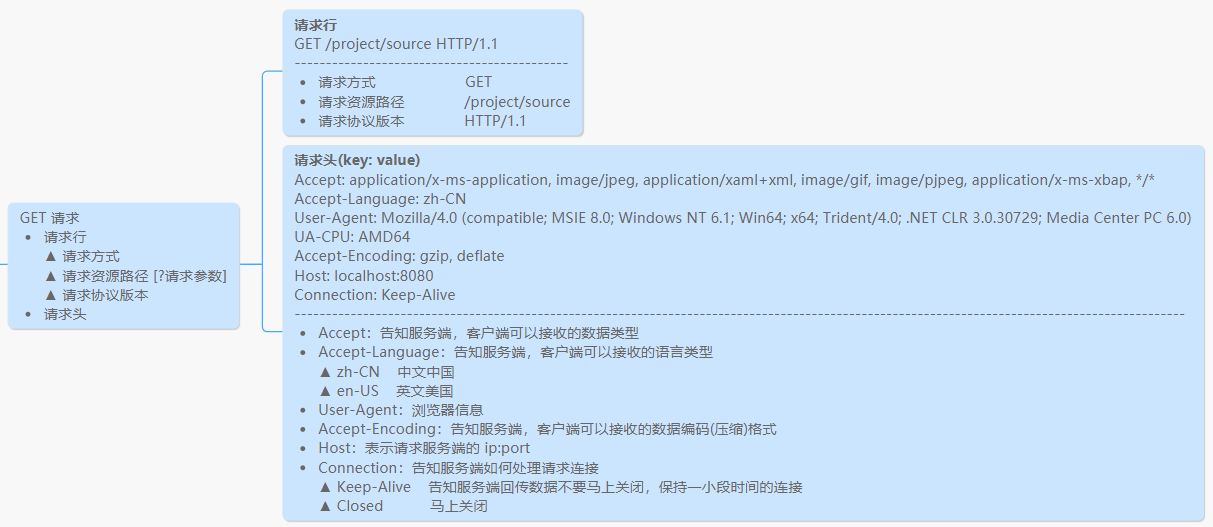 GET 请求
• 请求行
▲ 请求方式
▲ 请求资源路径 [?请求参数]
▲ 请求协议版本
• 请求头
请求行
GET /project/source HTTP/1.1
--------------------------------------------
• 请求方式 GET
• 请求资源路径 /project/source
• 请求协议版本 HTTP/1.1
请求头(key: value)
Accept: application/x-ms-application, image/jpeg, application/xaml+xml, image/gif, image/pjpeg, application/x-ms-xbap, */*
Accept-Language: zh-CN
User-Agent: Mozilla/4.0 (compatible; MSIE 8.0; Windows NT 6.1; Win64; x64; Trident/4.0; .NET CLR 3.0.30729; Media Center PC 6.0)
UA-CPU: AMD64
Accept-Encoding: gzip, deflate
Host: localhost:8080
Connection: Keep-Alive
--------------------------------------------
• Accept：告知服务端，客户端可以接收的数据类型
• Accept-Language：告知服务端，客户端可以接收的语言类型
▲ zh-CN 中文中国
▲ en-US 英文美国
• User-Agent：浏览器信息
• Accept-Encoding：告知服务端，客户端可以接收的数据编码(压缩)格式
• Host：表示请求服务端的 ip:port
• Connection：告知服务端如何处理请求连接
▲ Keep-Alive 告知服务端回传数据不要马上关闭，保持一小段时间的连接
▲ Closed 马上关闭